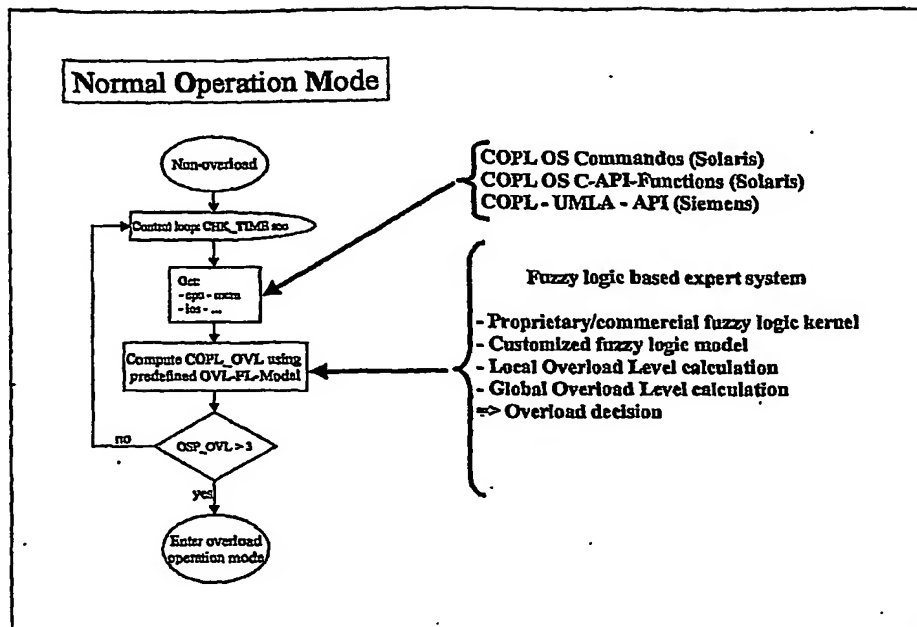 Normal Operation Mode
Non-overload
Control loop: CHK_TIME sec
Get:
- cpu - mem
- ios - ...
Compute COPL_OVL using
predefined OVL-FL-Model
OSP_OVL > 3
no
yes
Enter overload
operation mode
COPL OS Commandos (Solaris)
COPL OS C-API-Functions (Solaris)
COPL - UMLA - API (Siemens)
Fuzzy logic based expert system
- Proprietary/commercial fuzzy logic kernel
- Customized fuzzy logic model
- Local Overload Level calculation
- Global Overload Level calculation
=> Overload decision